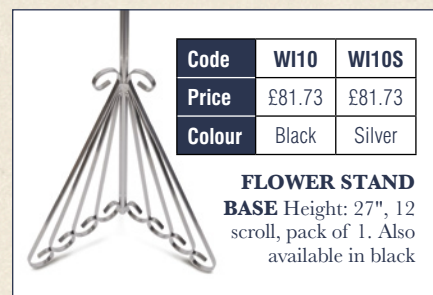 Code WI10 WI10S
Price £81.73 £81.73
Colour Black Silver
FLOWER STAND
BASE Height: 27", 12
scroll, pack of 1. Also
available in black